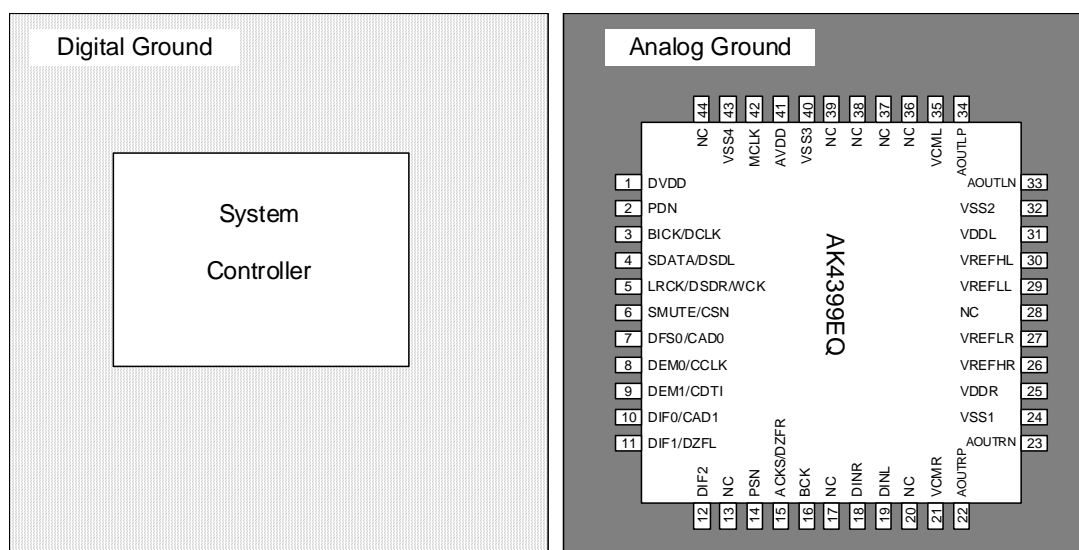 Digital Ground
Analog Ground
System
Controller
AK4399EQ
44 NC
43 VSS4
42 MCLK
41 AVDD
40 VSS3
39 NC
38 NC
37 NC
36 NC
35 VCML
34 AOUTLP
1 DVDD
2 PDN
3 BICK/DCLK
4 SDATA/DSDL
5 LRCK/DSDR/WCK
6 SMUTE/CSN
7 DFS0/CAD0
8 DEM0/CCLK
9 DEM1/CDTI
10 DIF0/CAD1
11 DIF1/DZFL
AOUTLN 33
VSS2 32
VDDL 31
VREFHL 30
VREFLL 29
NC 28
VREFLR 27
VREFHR 26
VDDR 25
VSS1 24
AOUTRN 23
12 DIF2
13 NC
14 PSN
15 ACKS/DZFR
16 BCK
17 NC
18 DINR
19 DINL
20 NC
21 VCMR
22 AOUTRP